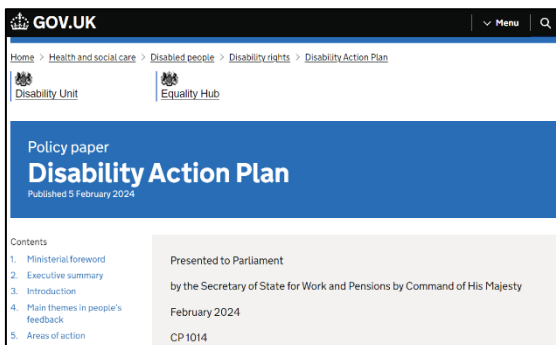 GOV.UK
Menu
Home > Health and social care > Disabled people > Disability rights > Disability Action Plan
Disability Unit
Equality Hub
Policy paper
Disability Action Plan
Published 5 February 2024
Contents
1. Ministerial foreword
2. Executive summary
3. Introduction
4. Main themes in people's
feedback
5. Areas of action
Presented to Parliament
by the Secretary of State for Work and Pensions by Command of His Majesty
February 2024
CP 1014